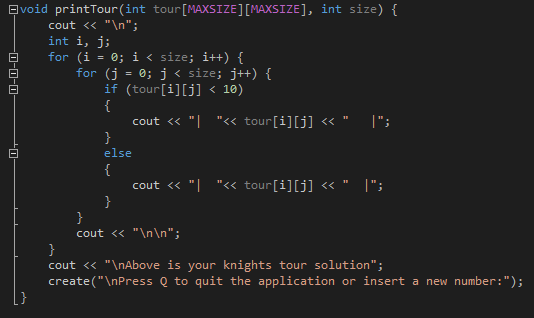 void printTour(int tour[MAXSIZE][MAXSIZE], int size) {
cout << "\n";
int i, j;
for (i = 0; i < size; i++) {
for (j = 0; j < size; j++) {
if (tour[i][j] < 10)
{
cout << "|  "<< tour[i][j] << "   |";
}
else
{
cout << "|  "<< tour[i][j] << "  |";
}
}
cout << "\n\n";
}
cout << "\nAbove is your knights tour solution";
create("\nPress Q to quit the application or insert a new number:");
}